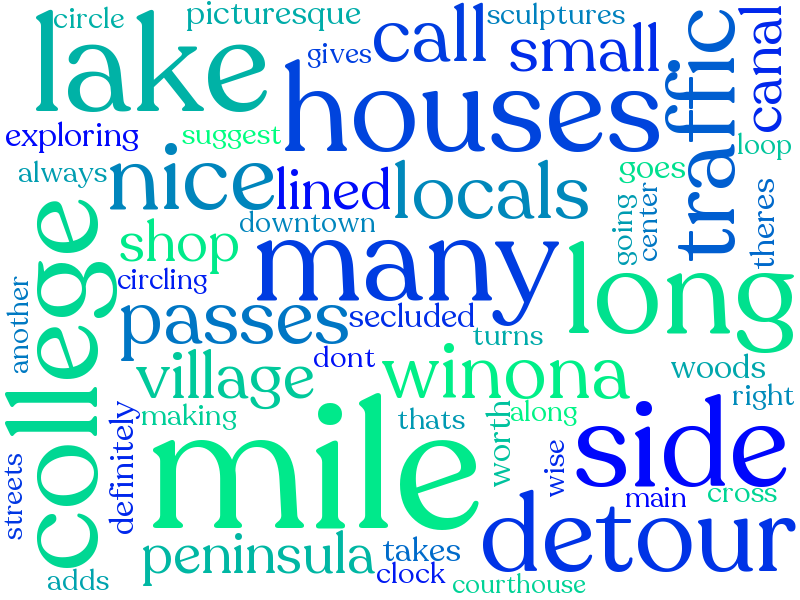 circle
picturesque
sculptures
lake
call
gives
small
houses
traffic
canal
exploring
suggest
loop
always
nice
lined
locals
goes
downtown
shop
many
going
center
theres
college
circling
long
another
passes
secluded
turns
village
dont
winona
woods
right
making
thats
along
mile
definitely
worth
wise
side
streets
main
cross
detour
peninsula
takes
clock
adds
courthouse